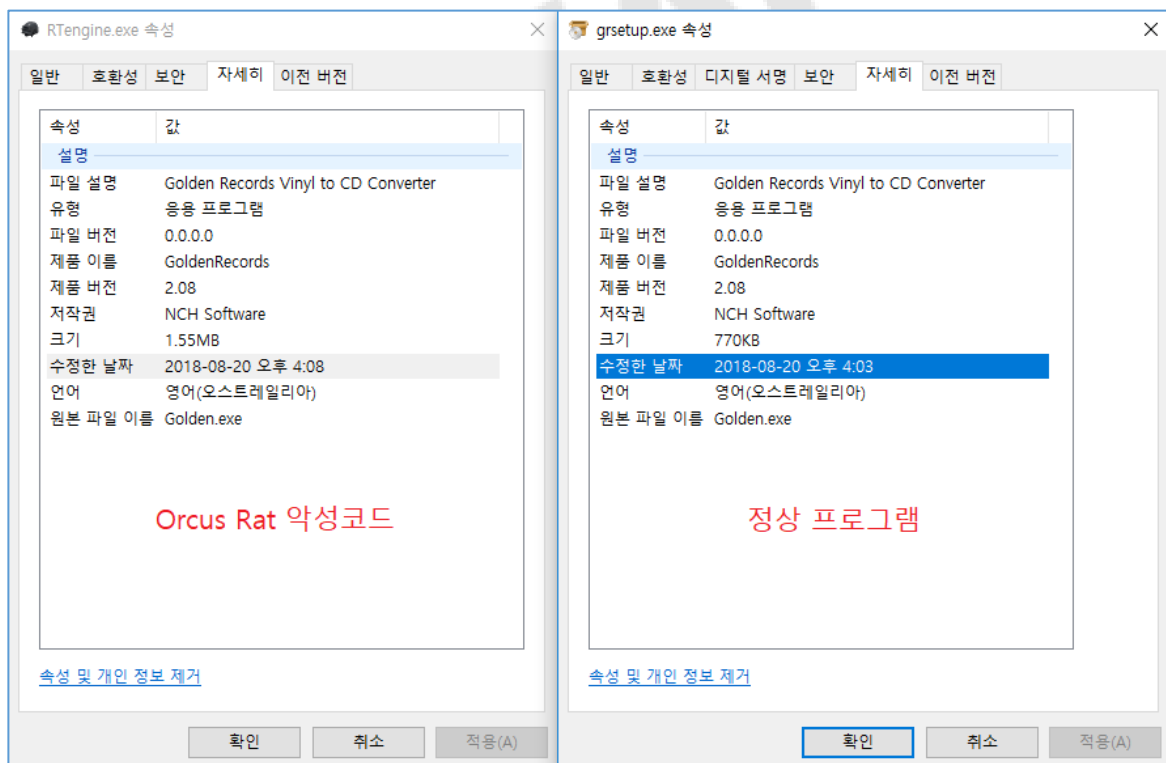 RTengine.exe 속성
일반 호환성 보안 자세히 이전 버전
속성 값
설명
파일 설명 Golden Records Vinyl to CD Converter
유형 응용 프로그램
파일 버전 0.0.0.0
제품 이름 GoldenRecords
제품 버전 2.08
저작권 NCH Software
크기 1.55MB
수정한 날짜 2018-08-20 오후 4:08
언어 영어(오스트레일리아)
원본 파일 이름 Golden.exe
Orcus Rat 악성코드
속성 및 개인 정보 제거
확인 취소 적용(A)
grsetup.exe 속성
일반 호환성 디지털 서명 보안 자세히 이전 버전
속성 값
설명
파일 설명 Golden Records Vinyl to CD Converter
유형 응용 프로그램
파일 버전 0.0.0.0
제품 이름 GoldenRecords
제품 버전 2.08
저작권 NCH Software
크기 770KB
수정한 날짜 2018-08-20 오후 4:03
언어 영어(오스트레일리아)
원본 파일 이름 Golden.exe
정상 프로그램
속성 및 개인 정보 제거
확인 취소 적용(A)